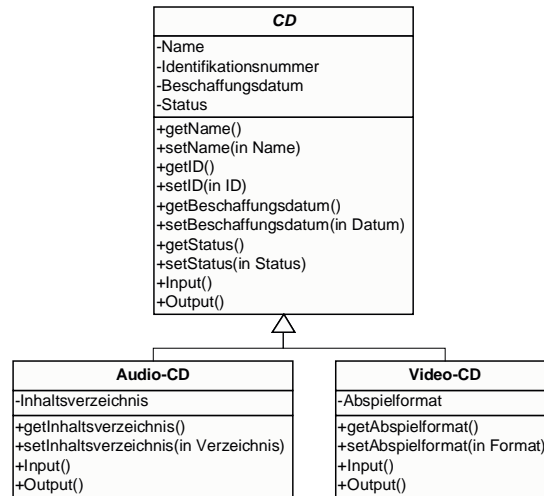 CD
-Name
-Identifikationsnummer
-Beschaffungsdatum
-Status
+getName()
+setName(in Name)
+getID()
+setID(in ID)
+getBeschaffungsdatum()
+setBeschaffungsdatum(in Datum)
+getStatus()
+setStatus(in Status)
+Input()
+Output()
Audio-CD
-Inhaltsverzeichnis
+getInhaltsverzeichnis()
+setInhaltsverzeichnis(in Verzeichnis)
+Input()
+Output()
Video-CD
-Abspielformat
+getAbspielformat()
+setAbspielformat(in Format)
+Input()
+Output()